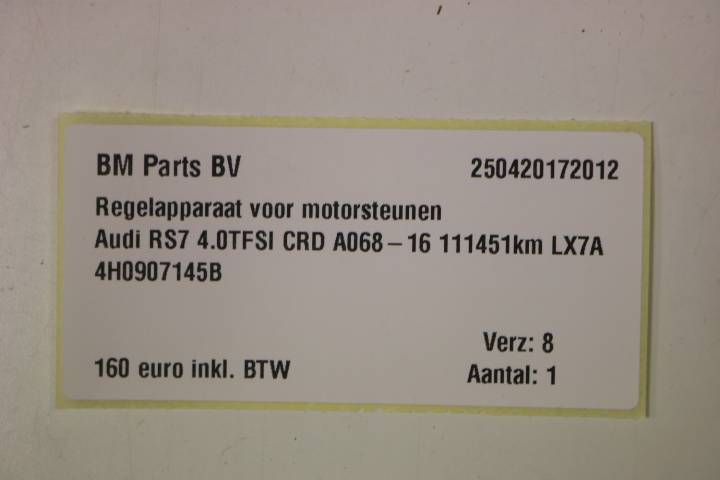 BM Parts BV 250420172012
Regelapparaat voor motorsteunen
Audi RS7 4.0TFSI CRD A068-16 111451km LX7A
4H0907145B
Verz: 8
160 euro inkl. BTW Aantal: 1